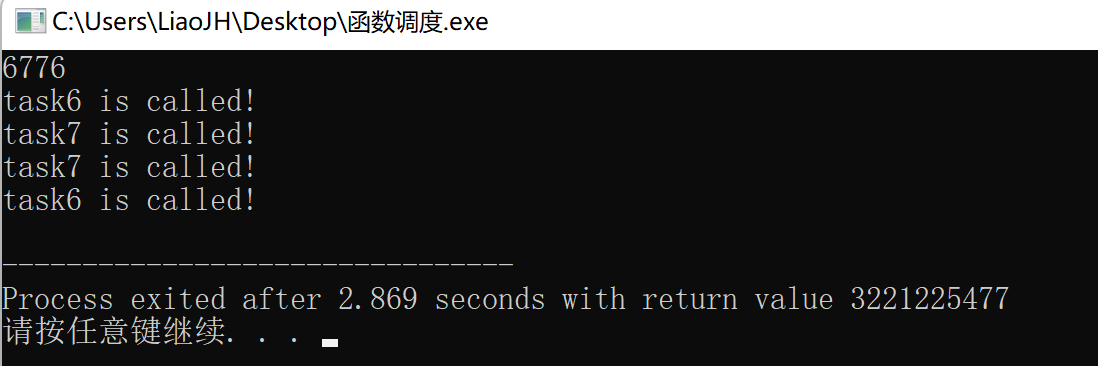 C:\Users\LiaoJH\Desktop\函数调度.exe
6776
task6 is called!
task7 is called!
task7 is called!
task6 is called!
--------------------------------
Process exited after 2.869 seconds with return value 3221225477
请按任意键继续. . .